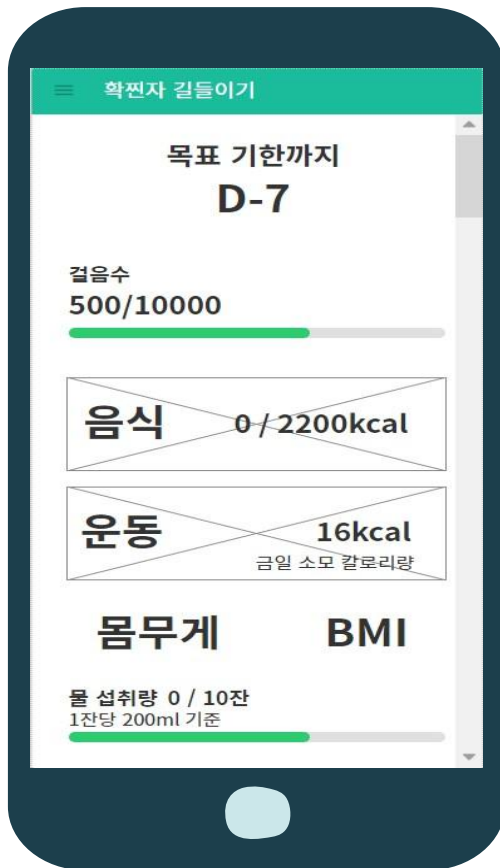 확찐자 길들이기
목표 기한까지
D-7
걸음수
500/10000
음식 0 / 2200kcal
운동 16kcal
금일 소모 칼로리량
몸무게 BMI
물 섭취량 0 / 10잔
1잔당 200ml 기준